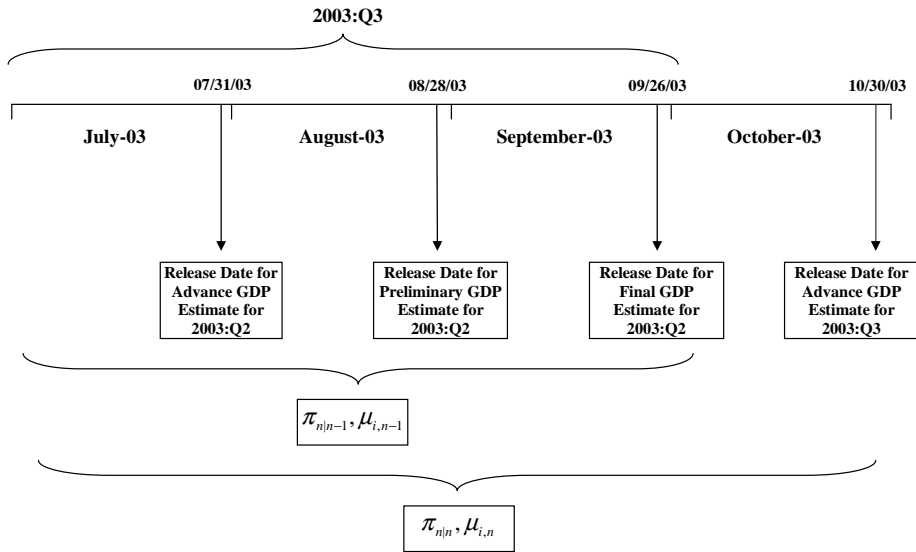 2003:Q3
07/31/03
08/28/03
09/26/03
10/30/03
July-03
August-03
September-03
October-03
Release Date for
Advance GDP
Estimate for
2003:Q2
Release Date for
Preliminary GDP
Estimate for
2003:Q2
Release Date for
Final GDP
Estimate for
2003:Q2
Release Date for
Advance GDP
Estimate for
2003:Q3
π_{n|n−1}, μ_{i,n−1}
π_{n|n}, μ_{i,n}